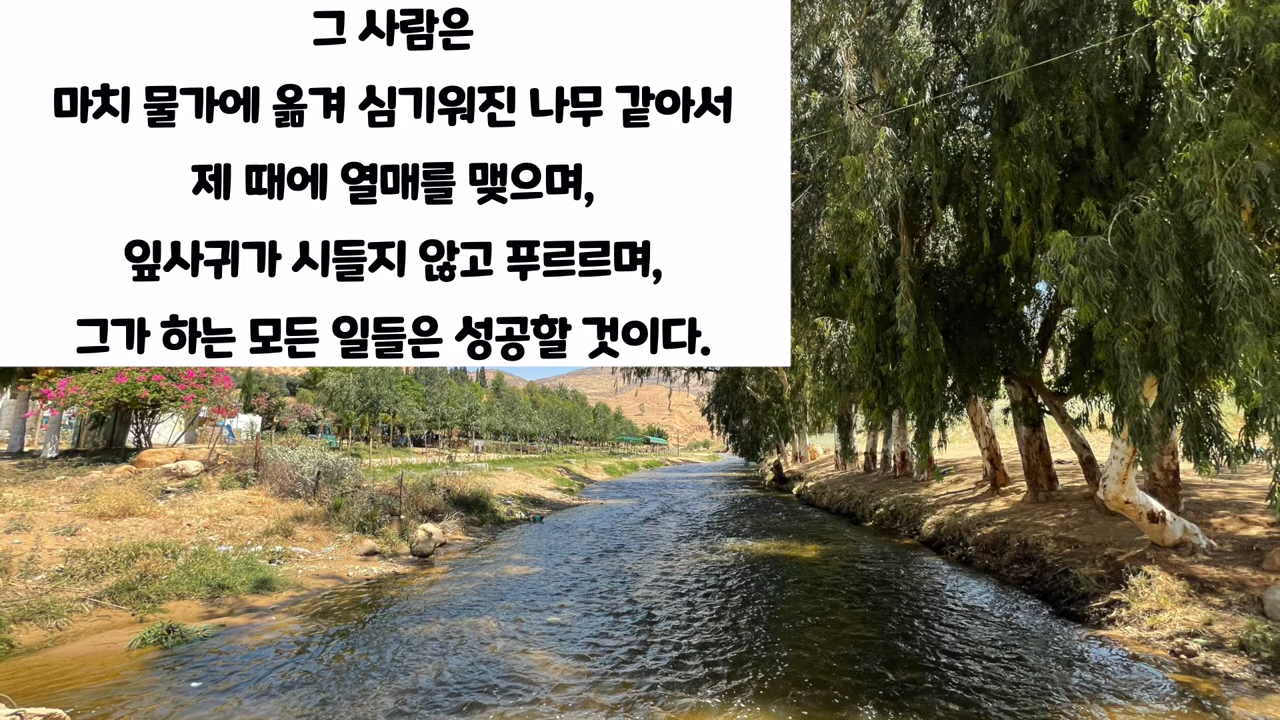 그 사람은
마치 물가에 옮겨 심기워진 나무 같아서
제 때에 열매를 맺으며,
잎사귀가 시들지 않고 푸르르며,
그가 하는 모든 일들은 성공할 것이다.